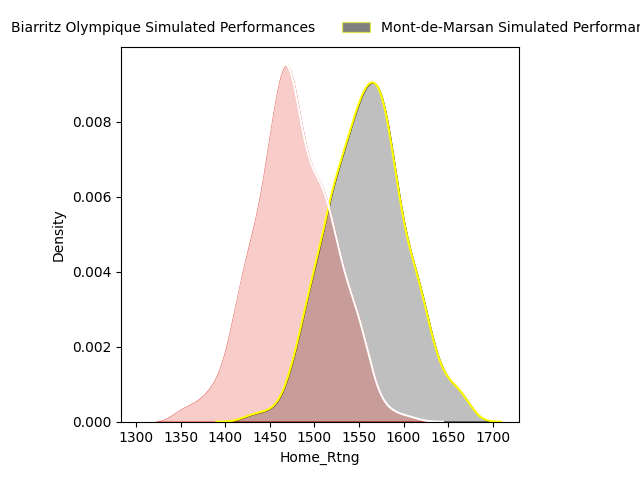 Biarritz Olympique Simulated Performances
Mont-de-Marsan Simulated Performar
0.008
0.006
0.004
0.002
0.000
Density
1300 1350 1400 1450 1500 1550 1600 1650 1700
Home_Rtng